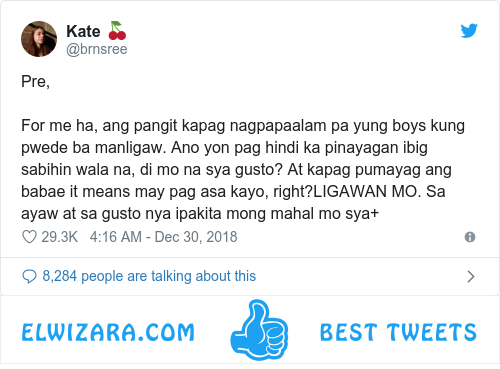 Kate 🍒
@brnsree
Pre,
For me ha, ang pangit kapag nagpapaalam pa yung boys kung
pwede ba manligaw. Ano yon pag hindi ka pinayagan ibig
sabihin wala na, di mo na sya gusto? At kapag pumayag ang
babae it means may pag asa kayo, right?LIGAWAN MO. Sa
ayaw at sa gusto nya ipakita mong mahal mo sya+
29.3K 4:16 AM - Dec 30, 2018
8,284 people are talking about this
ELWIZARA.COM
BEST TWEETS